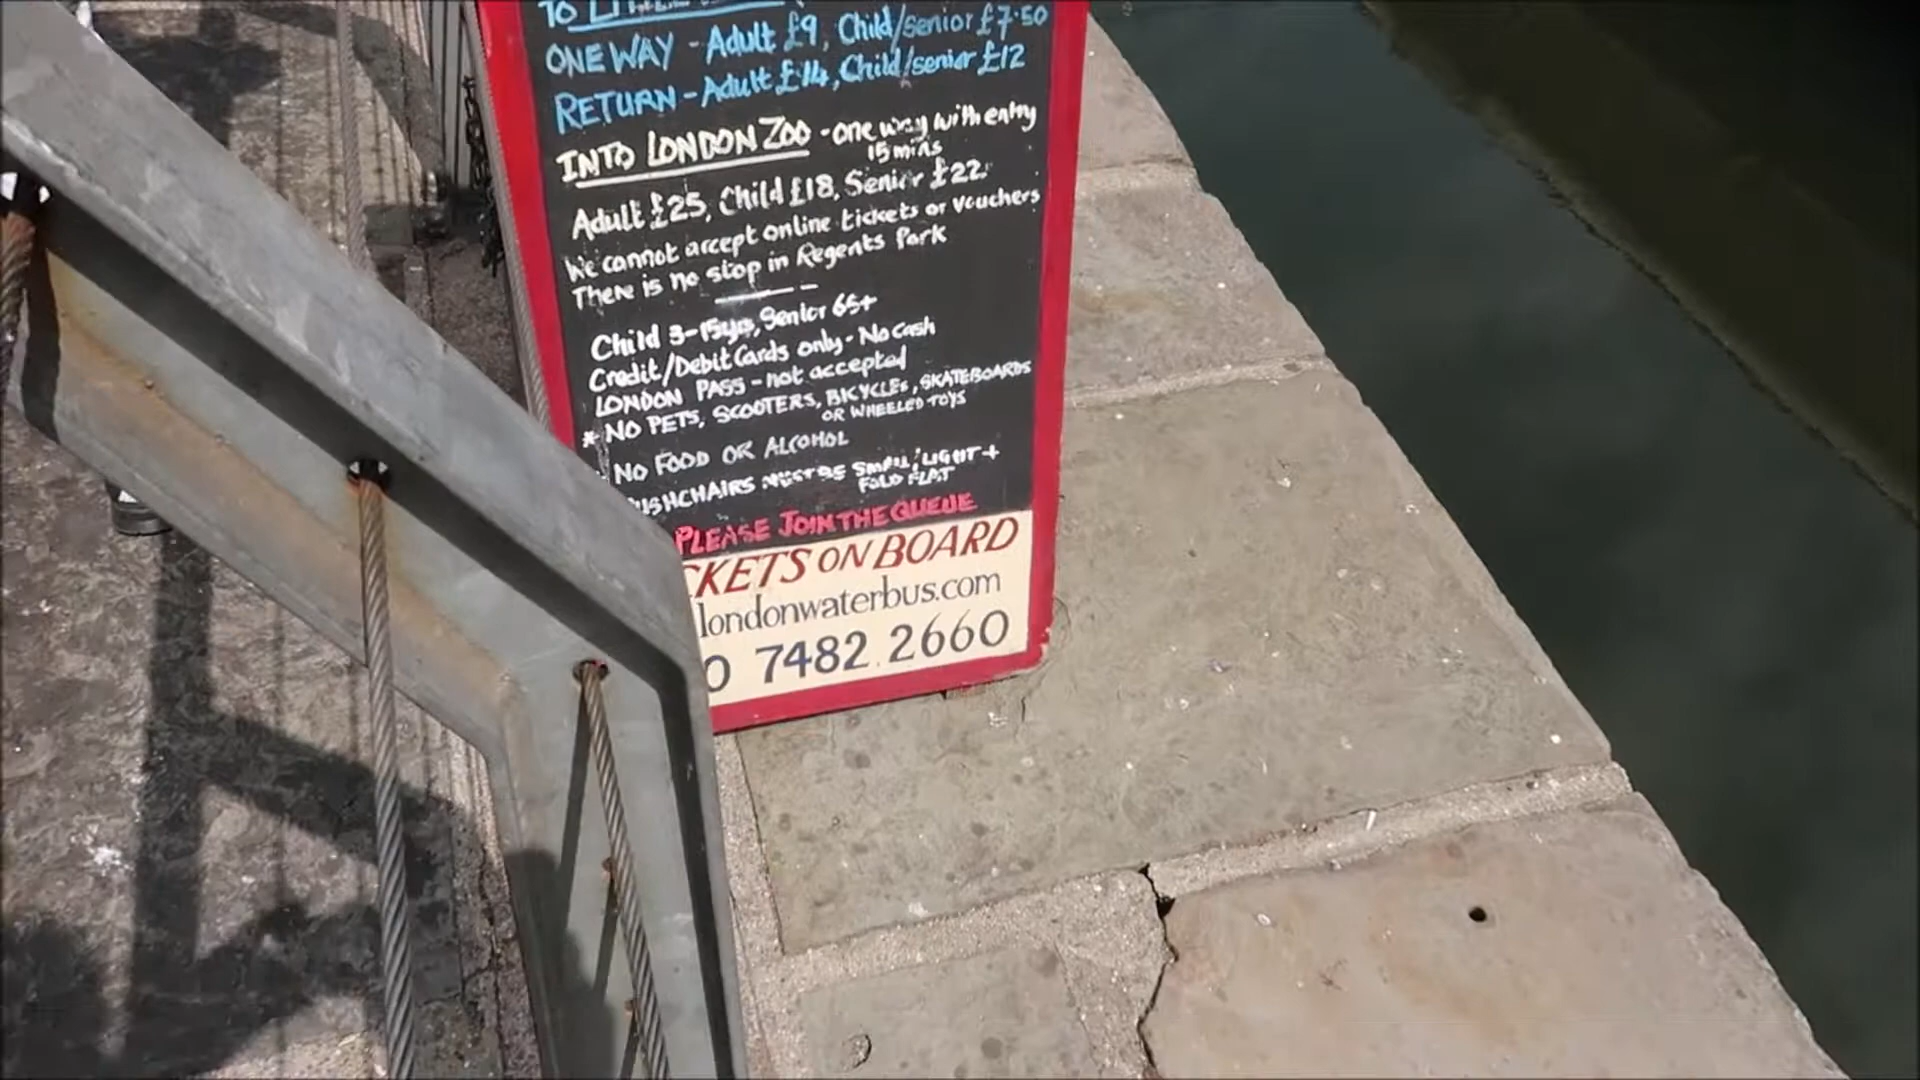 TO
ONE WAY - Adult £9, Child/senior £7.50
RETURN - Adult £14, Child/senior £12
INTO LONDON ZOO - one way with entry
15 mins
Adult £25, Child £18, Senior £22
We cannot accept online tickets or vouchers
There is no stop in Regents Park
Child 3-15yrs, Senior 65+
Credit/Debit Cards only - No Cash
LONDON PASS - not accepted
* NO PETS, SCOOTERS, BICYCLES, SKATEBOARDS
OR WHEELED TOYS
NO FOOD OR ALCOHOL
USHCHAIRS MUST BE SMALL/LIGHT +
FOLD FLAT
PLEASE JOIN THE QUEUE
CKETS ON BOARD
londonwaterbus.com
0 7482 2660